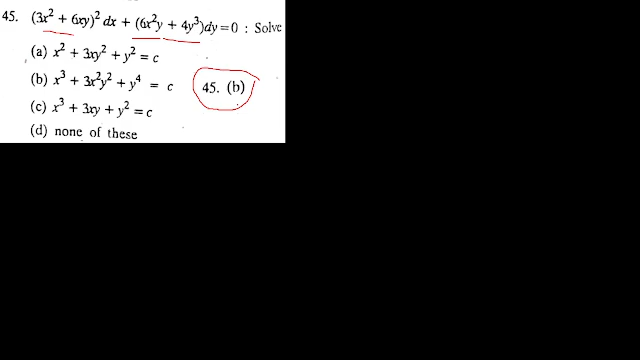 45. (3x² + 6xy)² dx + (6x²y + 4y³)dy=0 : Solve
(a) x² + 3xy² + y² = c
(b) x³ + 3x²y² + y⁴ = c
45. (b)
(c) x³ + 3xy + y² = c
(d) none of these